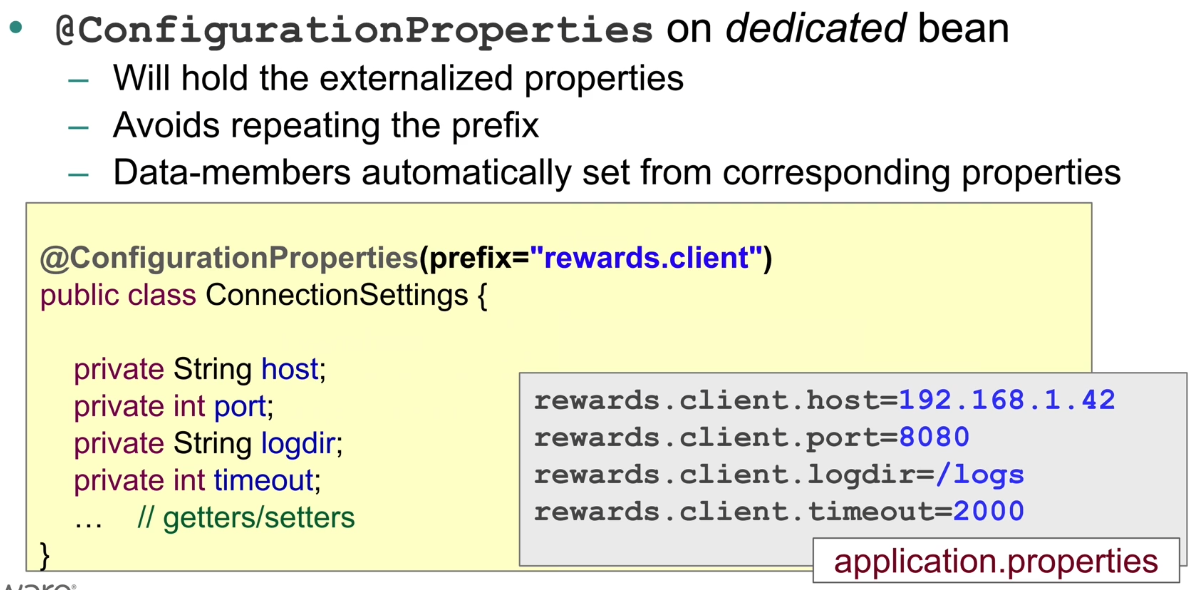 • @ConfigurationProperties on dedicated bean
– Will hold the externalized properties
– Avoids repeating the prefix
– Data-members automatically set from corresponding properties
@ConfigurationProperties(prefix="rewards.client")
public class ConnectionSettings {
private String host;
private int port;
private String logdir;
private int timeout;
… // getters/setters
}
rewards.client.host=192.168.1.42
rewards.client.port=8080
rewards.client.logdir=/logs
rewards.client.timeout=2000
application.properties